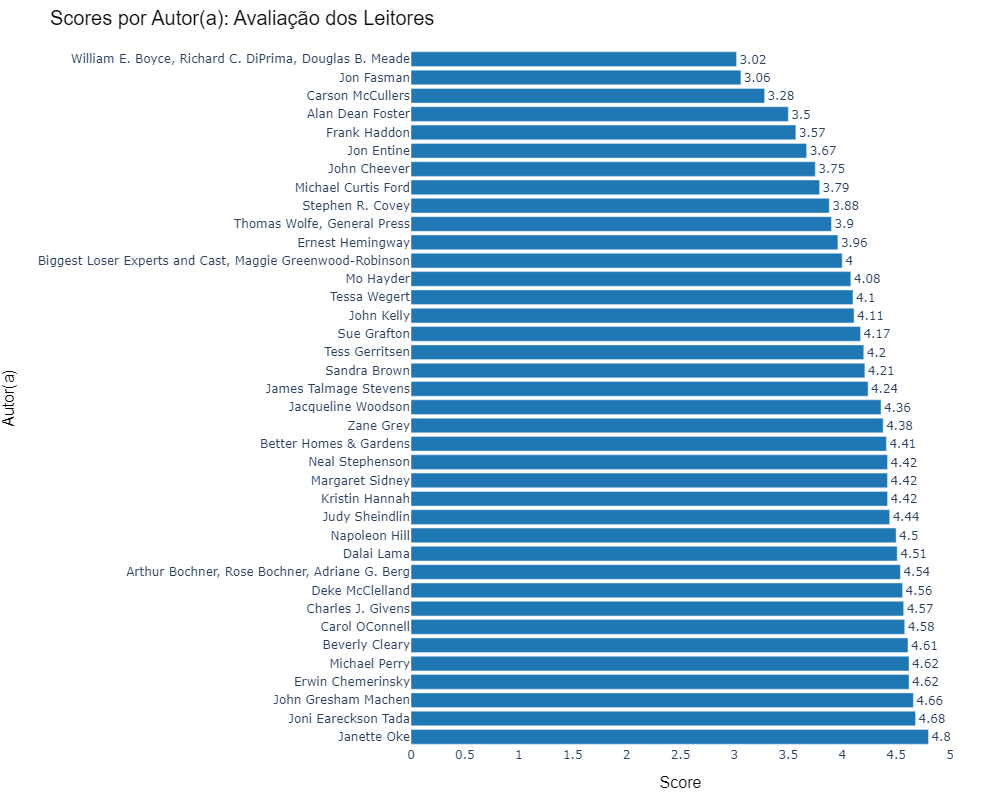 Scores por Autor(a): Avaliação dos Leitores
William E. Boyce, Richard C. DiPrima, Douglas B. Meade 3.02
Jon Fasman 3.06
Carson McCullers 3.28
Alan Dean Foster 3.5
Frank Haddon 3.57
Jon Entine 3.67
John Cheever 3.75
Michael Curtis Ford 3.79
Stephen R. Covey 3.88
Thomas Wolfe, General Press 3.9
Ernest Hemingway 3.96
Biggest Loser Experts and Cast, Maggie Greenwood-Robinson 4
Mo Hayder 4.08
Tessa Wegert 4.1
John Kelly 4.11
Sue Grafton 4.17
Tess Gerritsen 4.2
Sandra Brown 4.21
James Talmage Stevens 4.24
Jacqueline Woodson 4.36
Zane Grey 4.38
Better Homes & Gardens 4.41
Neal Stephenson 4.42
Margaret Sidney 4.42
Kristin Hannah 4.42
Judy Sheindlin 4.44
Napoleon Hill 4.5
Dalai Lama 4.51
Arthur Bochner, Rose Bochner, Adriane G. Berg 4.54
Deke McClelland 4.56
Charles J. Givens 4.57
Carol OConnell 4.58
Beverly Cleary 4.61
Michael Perry 4.62
Erwin Chemerinsky 4.62
John Gresham Machen 4.66
Joni Eareckson Tada 4.68
Janette Oke 4.8
0 0.5 1 1.5 2 2.5 3 3.5 4 4.5 5
Score
Autor(a)